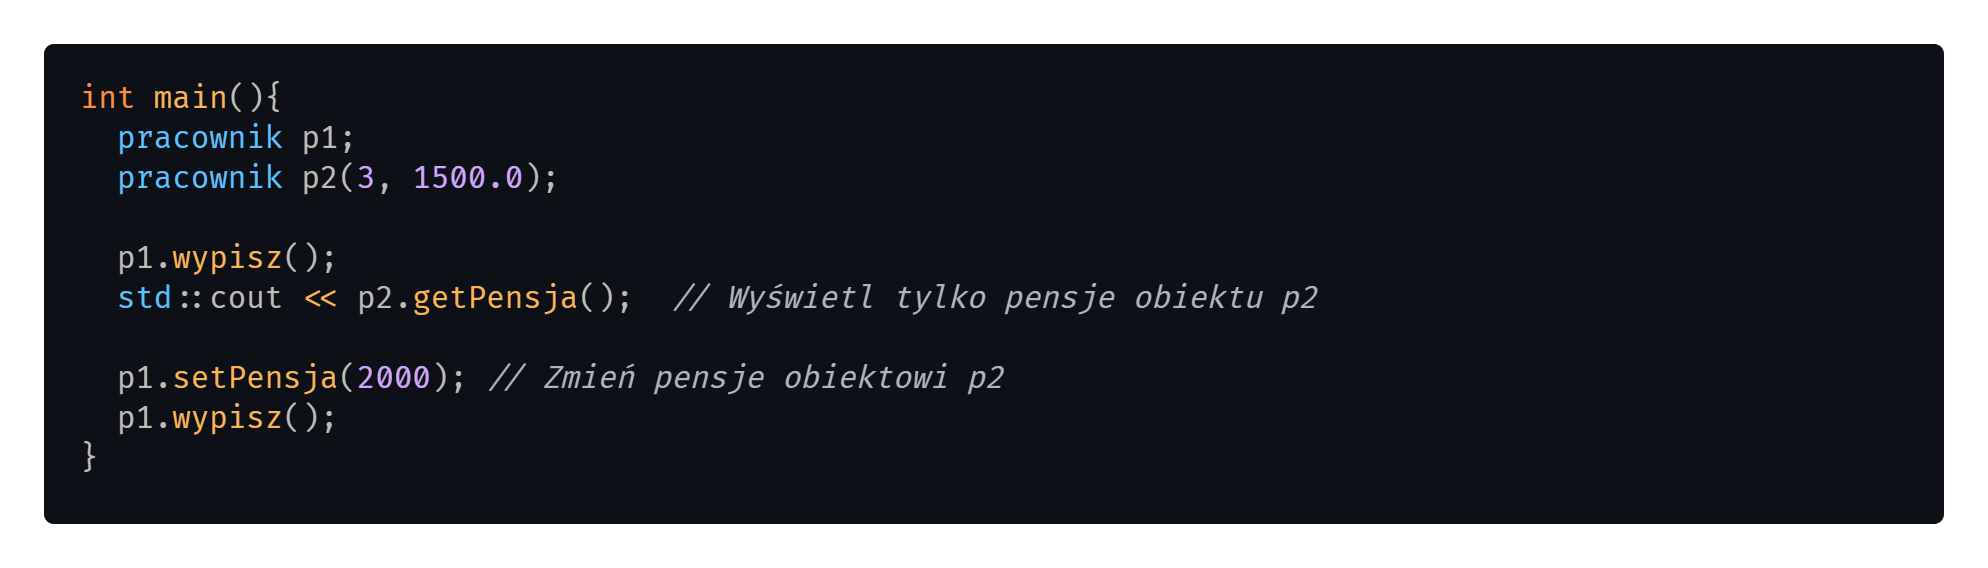 int main(){
  pracownik p1;
  pracownik p2(3, 1500.0);

  p1.wypisz();
  std::cout << p2.getPensja();  // Wyświetl tylko pensje obiektu p2

  p1.setPensja(2000); // Zmień pensje obiektowi p2
  p1.wypisz();
}